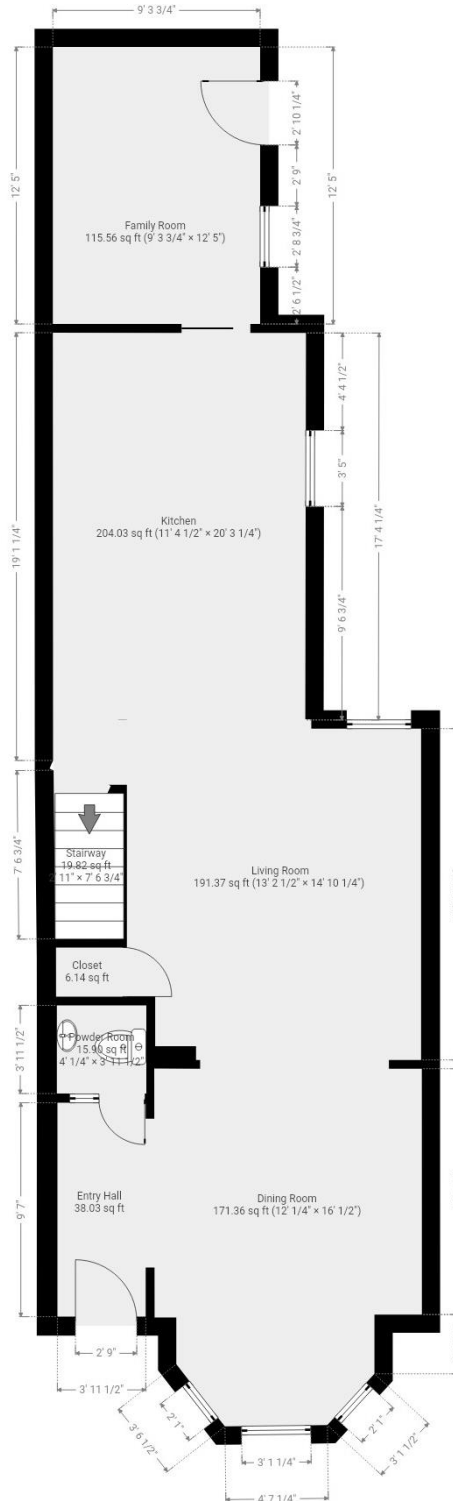 9' 3 3/4"
12' 5"
2' 10 1/4"
2' 9"
12' 5"
Family Room
115.56 sq ft (9' 3 3/4" × 12' 5")
2' 8 3/4"
2' 6 1/2"
4' 4 1/2"
3' 5"
Kitchen
204.03 sq ft (11' 4 1/2" × 20' 3 1/4")
17' 4 1/4"
19' 1 1/4"
9' 6 3/4"
7' 6 3/4"
Stairway
19.82 sq ft
2' 11" × 7' 6 3/4"
Living Room
191.37 sq ft (13' 2 1/2" × 14' 10 1/4")
Closet
6.14 sq ft
3' 11 1/2"
Powder Room
15.90 sq ft
4' 1/4" × 3' 11 1/2"
9' 7"
Entry Hall
38.03 sq ft
Dining Room
171.36 sq ft (12' 1/4" × 16' 1/2")
2' 9"
3' 11 1/2"
3' 6 1/2"
2' 1"
3' 1 1/4"
4' 7 1/4"
2' 1"
3' 1 1/2"